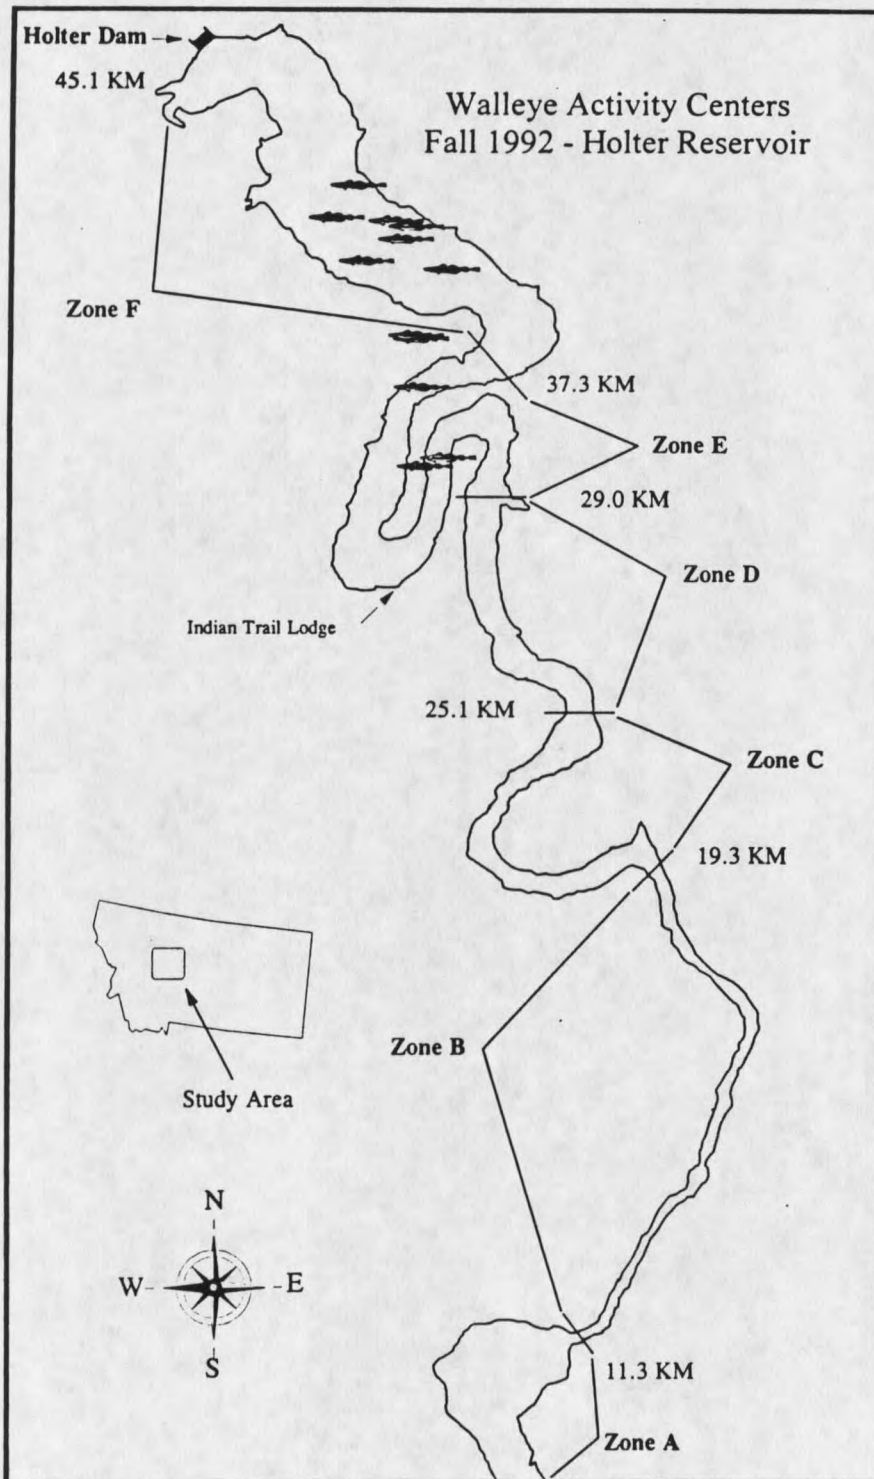 Holter Dam
45.1 KM
Walleye Activity Centers
Fall 1992 - Holter Reservoir
Zone F
37.3 KM
Zone E
29.0 KM
Zone D
Indian Trail Lodge
25.1 KM
Zone C
19.3 KM
Zone B
Study Area
N
W
E
S
11.3 KM
Zone A